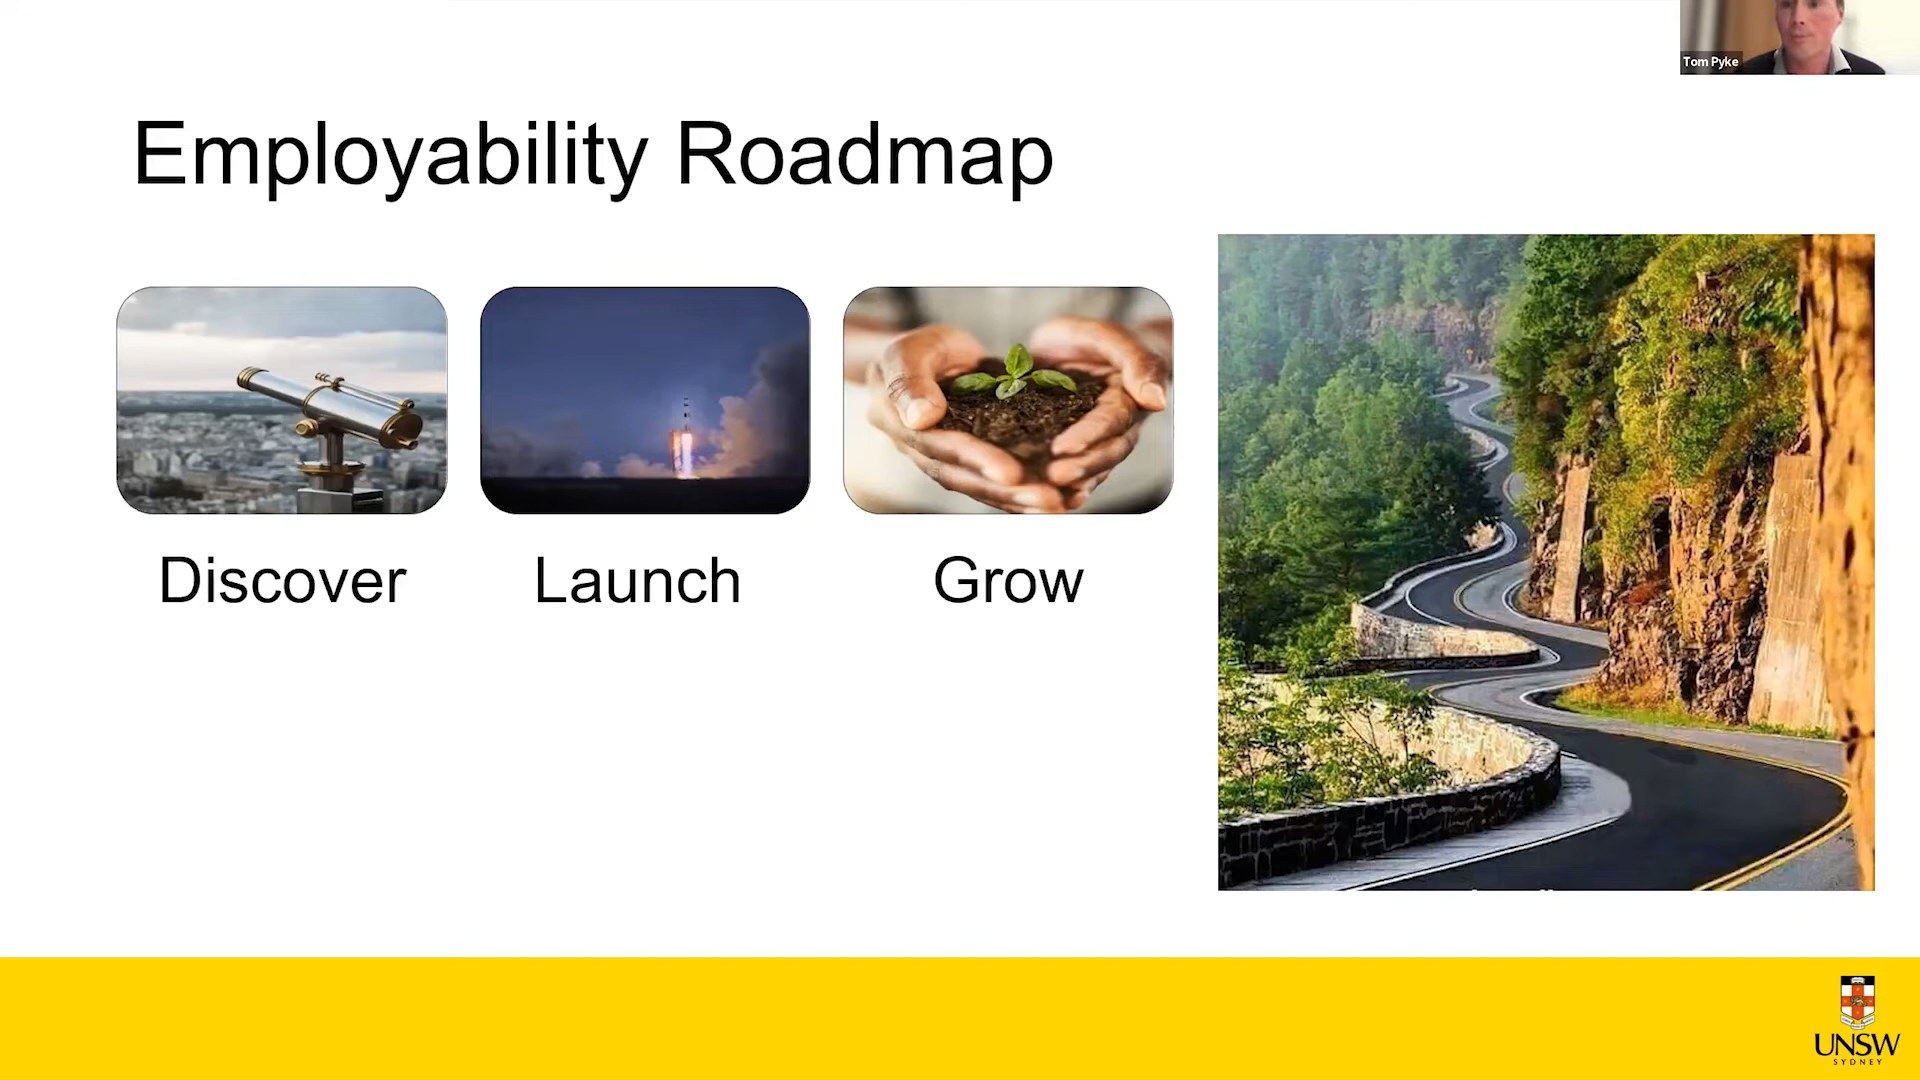 Tom Pyke
Employability Roadmap
Discover
Launch
Grow
UNSW
SYDNEY